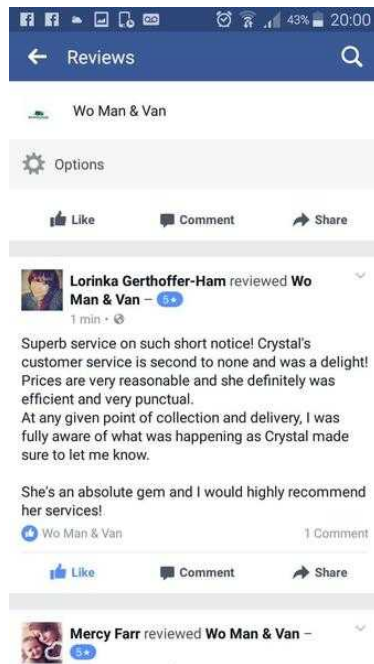 43% 20:00
Reviews
Wo Man & Van
Options
Like Comment Share
Lorinka Gerthoffer-Ham reviewed Wo
Man & Van – 5★
1 min •
Superb service on such short notice! Crystal's
customer service is second to none and was a delight!
Prices are very reasonable and she definitely was
efficient and very punctual.
At any given point of collection and delivery, I was
fully aware of what was happening as Crystal made
sure to let me know.
She's an absolute gem and I would highly recommend
her services!
Wo Man & Van 1 Comment
Like Comment Share
Mercy Farr reviewed Wo Man & Van –
5★